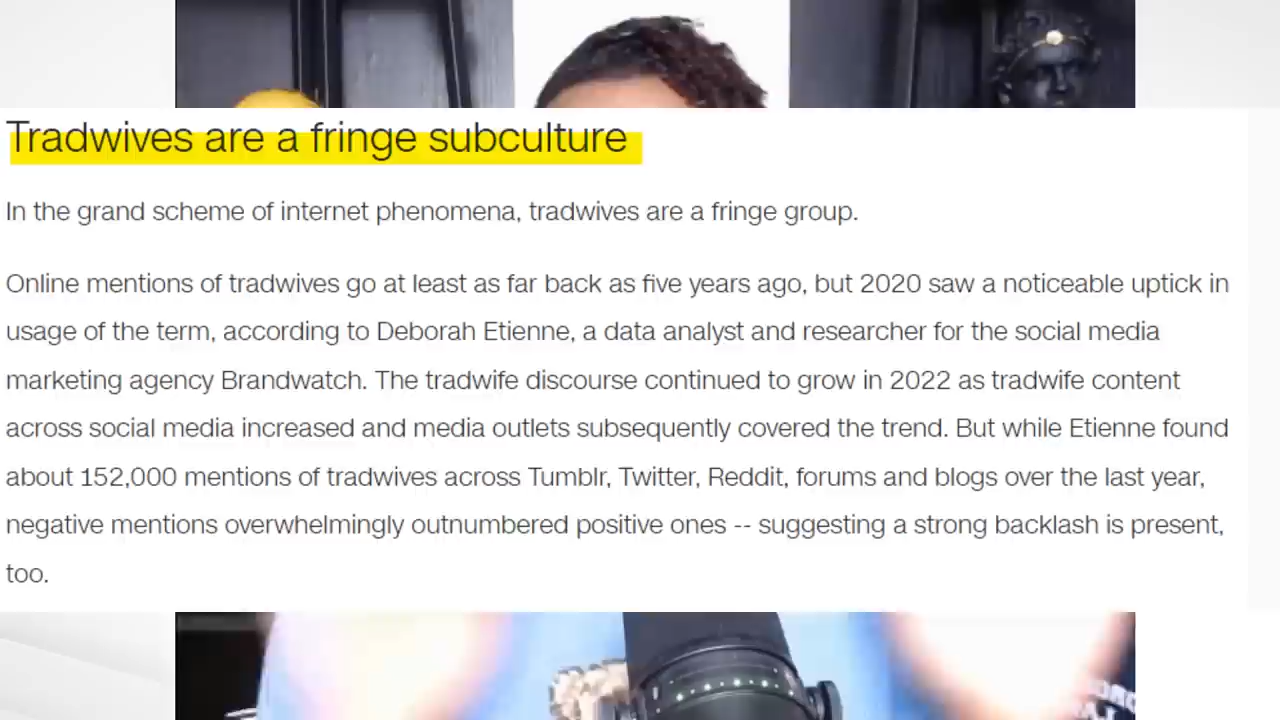 Tradwives are a fringe subculture
In the grand scheme of internet phenomena, tradwives are a fringe group.
Online mentions of tradwives go at least as far back as five years ago, but 2020 saw a noticeable uptick in
usage of the term, according to Deborah Etienne, a data analyst and researcher for the social media
marketing agency Brandwatch. The tradwife discourse continued to grow in 2022 as tradwife content
across social media increased and media outlets subsequently covered the trend. But while Etienne found
about 152,000 mentions of tradwives across Tumblr, Twitter, Reddit, forums and blogs over the last year,
negative mentions overwhelmingly outnumbered positive ones -- suggesting a strong backlash is present,
too.